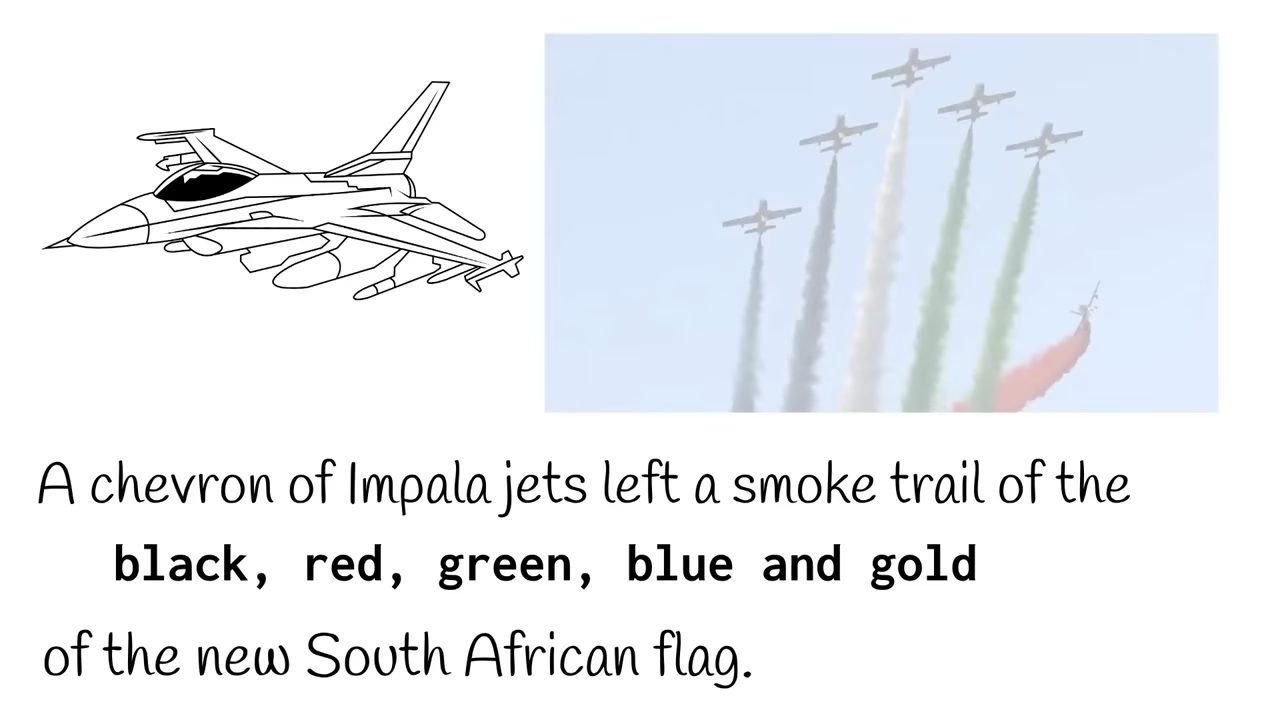 A chevron of Impala jets left a smoke trail of the
black, red, green, blue and gold
of the new South African flag.